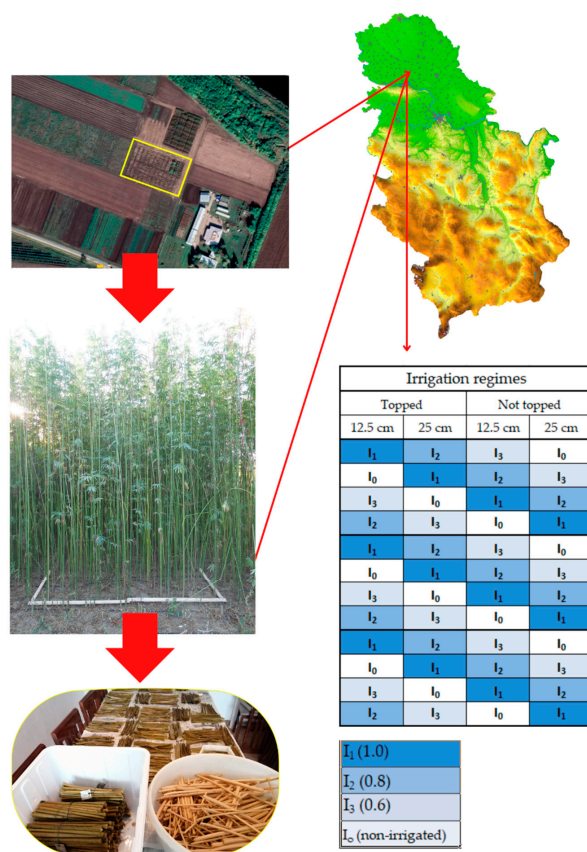 Irrigation regimes
Topped Not topped
12.5 cm 25 cm 12.5 cm 25 cm
I₁ I₂ I₃ I₀
I₀ I₁ I₂ I₃
I₃ I₀ I₁ I₂
I₂ I₃ I₀ I₁
I₁ I₂ I₃ I₀
I₀ I₁ I₂ I₃
I₃ I₀ I₁ I₂
I₂ I₃ I₀ I₁
I₁ I₂ I₃ I₀
I₀ I₁ I₂ I₃
I₃ I₀ I₁ I₂
I₂ I₃ I₀ I₁
I₁ (1.0)
I₂ (0.8)
I₃ (0.6)
I₀ (non-irrigated)